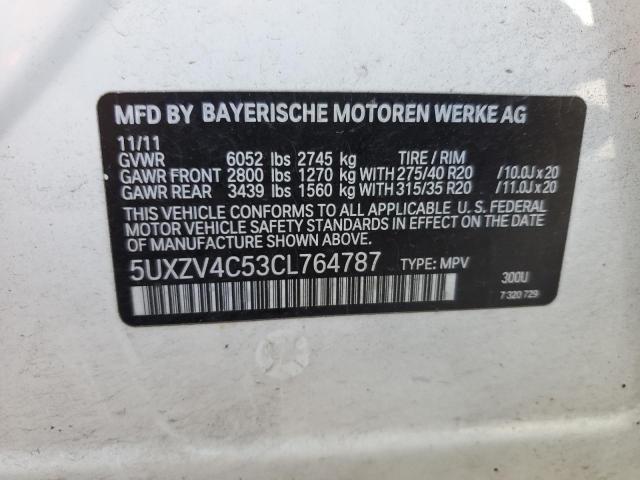 MFD BY BAYERISCHE MOTOREN WERKE AG
11/11
GVWR 6052 lbs 2745 kg TIRE / RIM
GAWR FRONT 2800 lbs 1270 kg WITH 275/40 R20 /10.0J x 20
GAWR REAR 3439 lbs 1560 kg WITH 315/35 R20 /11.0J x 20
THIS VEHICLE CONFORMS TO ALL APPLICABLE U.S. FEDERAL
MOTOR VEHICLE SAFETY STANDARDS IN EFFECT ON THE DATE
OF MANUFACTURE SHOWN ABOVE.
5UXZV4C53CL764787 TYPE: MPV 300U
7 320 729